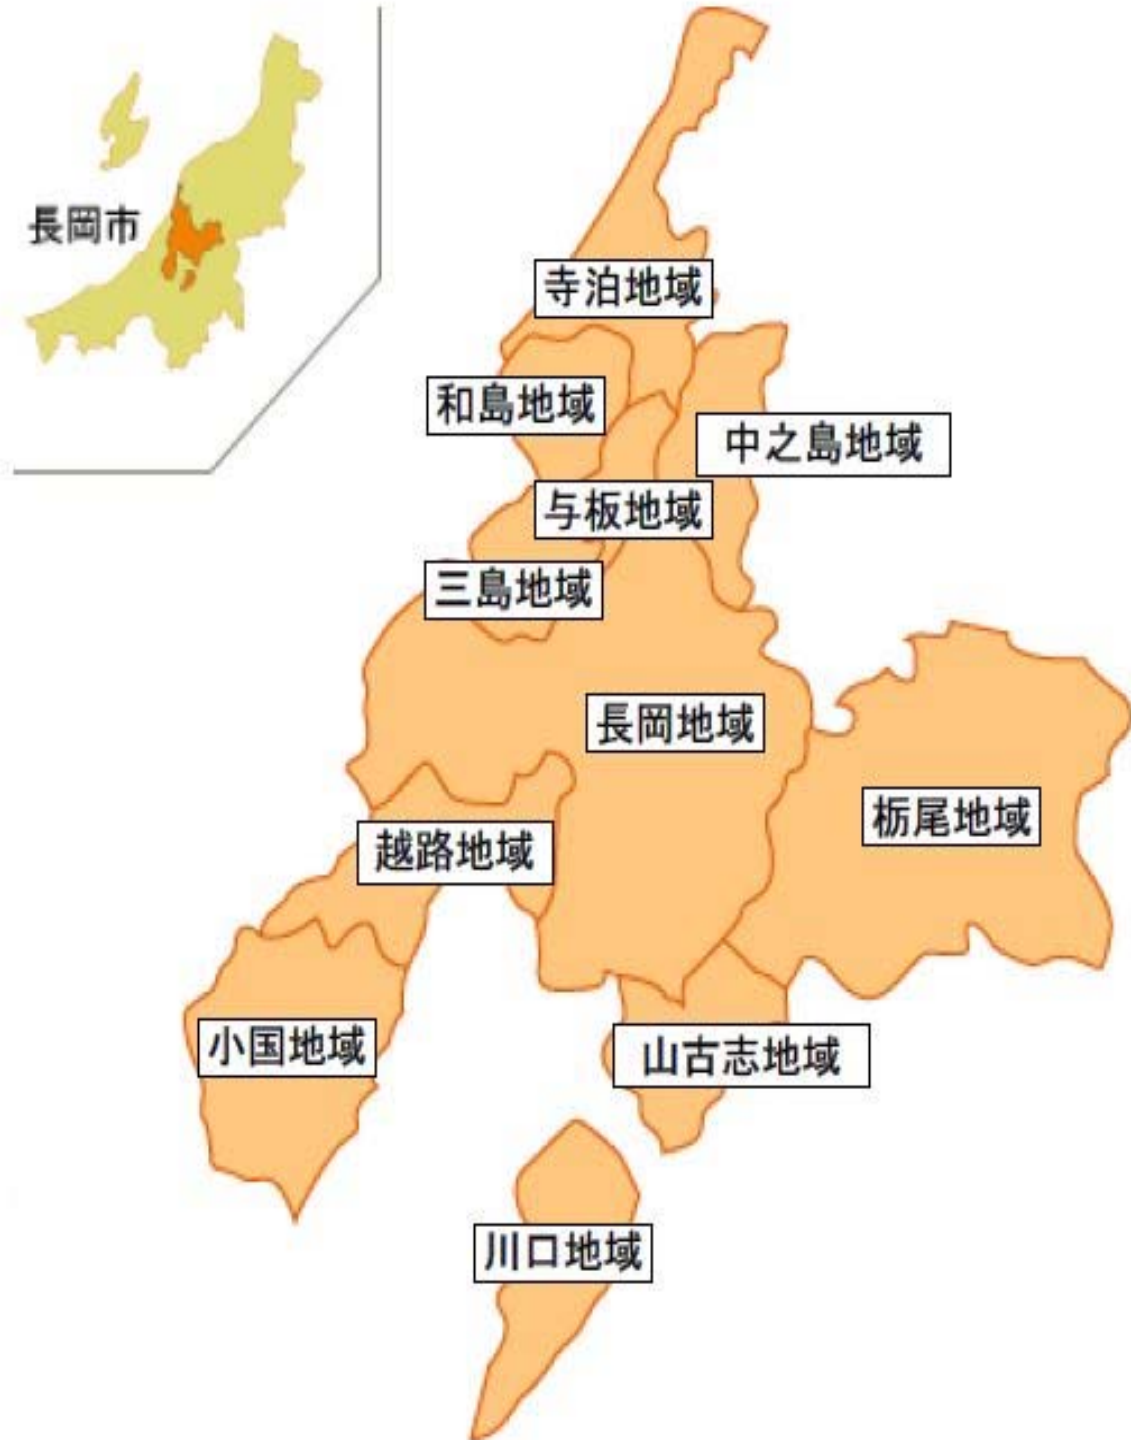 長岡市
寺泊地域
和島地域
中之島地域
与板地域
三島地域
長岡地域
栃尾地域
越路地域
小国地域
山古志地域
川口地域